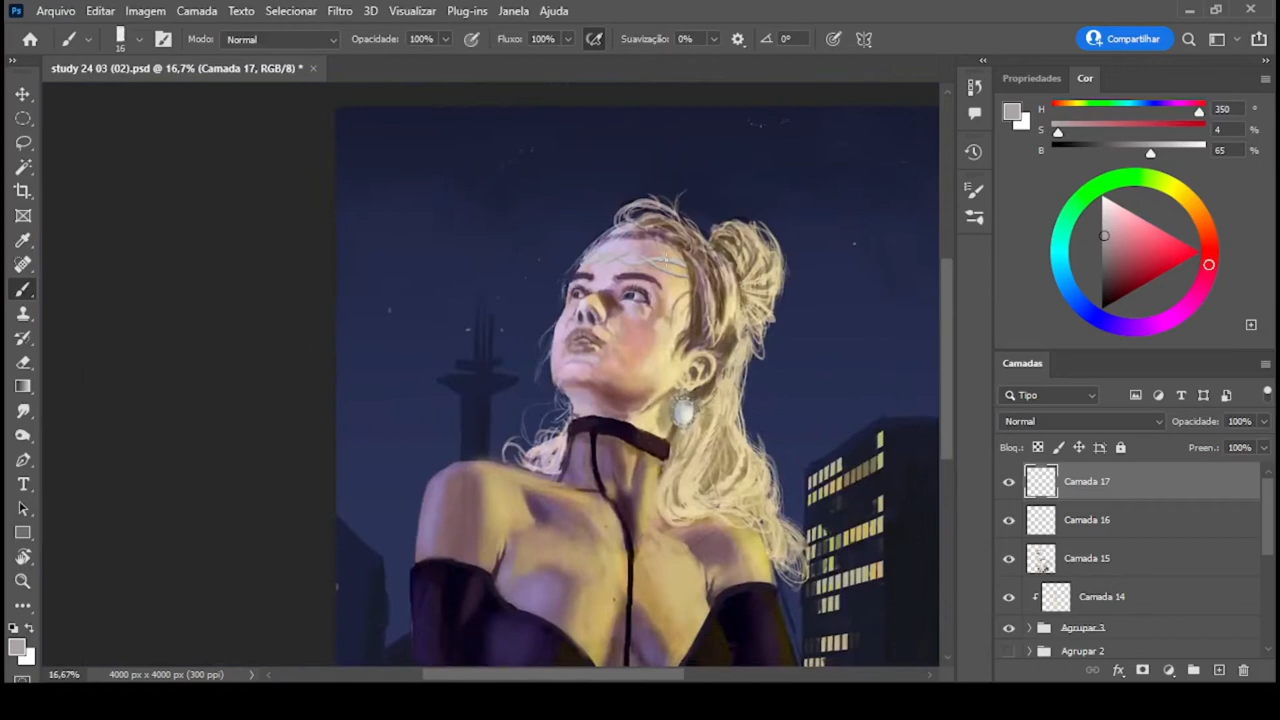 Ps Arquivo Editar Imagem Camada Texto Selecionar Filtro 3D Visualizar Plug-ins Janela Ajuda
16 Modo: Normal Opacidade: 100% Fluxo: 100% Suavização: 0% 0° Compartilhar
study 24 03 (02).psd @ 16,7% (Camada 17, RGB/8) * ×
Propriedades Cor
H 350 °
S 4 %
B 65 %
Camadas
Tipo
Normal Opacidade: 100%
Bloq.: Preen.: 100%
Camada 17
Camada 16
Camada 15
Camada 14
Agrupar 3
Agrupar 2
16,67% 4000 px x 4000 px (300 ppi)